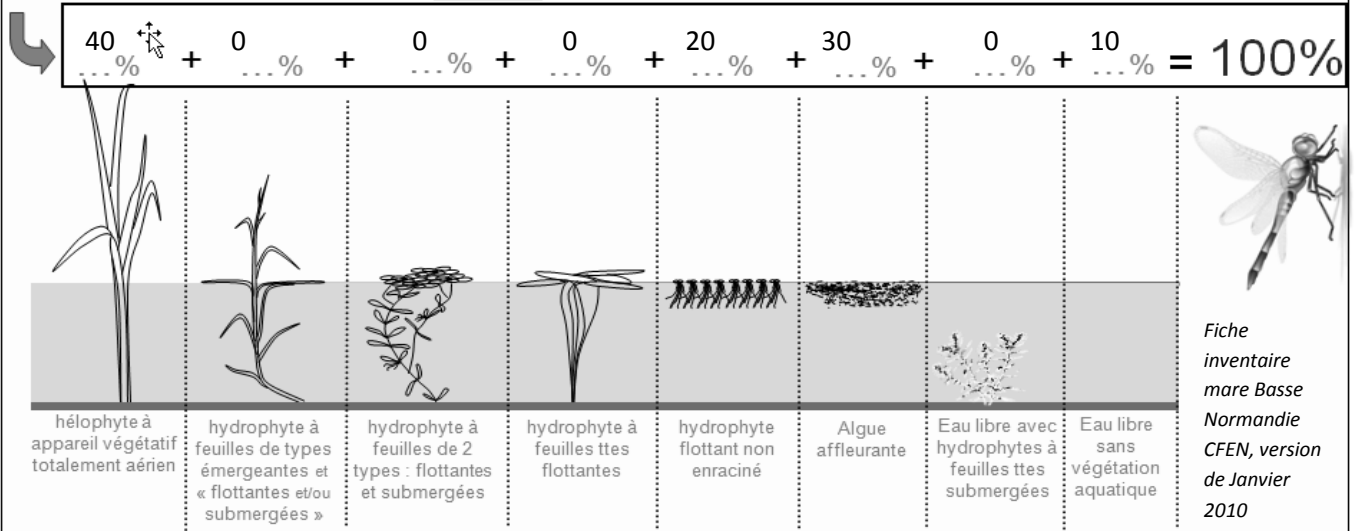 40 0 0 0 20 30 0 10
...% + ...% + ...% + ...% + ...% + ...% + ...% + ...% = 100%
hélophyte à
appareil végétatif
totalement aérien
hydrophyte à
feuilles de types
émergeantes et
« flottantes et/ou
submergées »
hydrophyte à
feuilles de 2
types : flottantes
et submergées
hydrophyte à
feuilles ttes
flottantes
hydrophyte
flottant non
enraciné
Algue
affleurante
Eau libre avec
hydrophytes à
feuilles ttes
submergées
Eau libre
sans
végétation
aquatique
Fiche
inventaire
mare Basse
Normandie
CFEN, version
de Janvier
2010